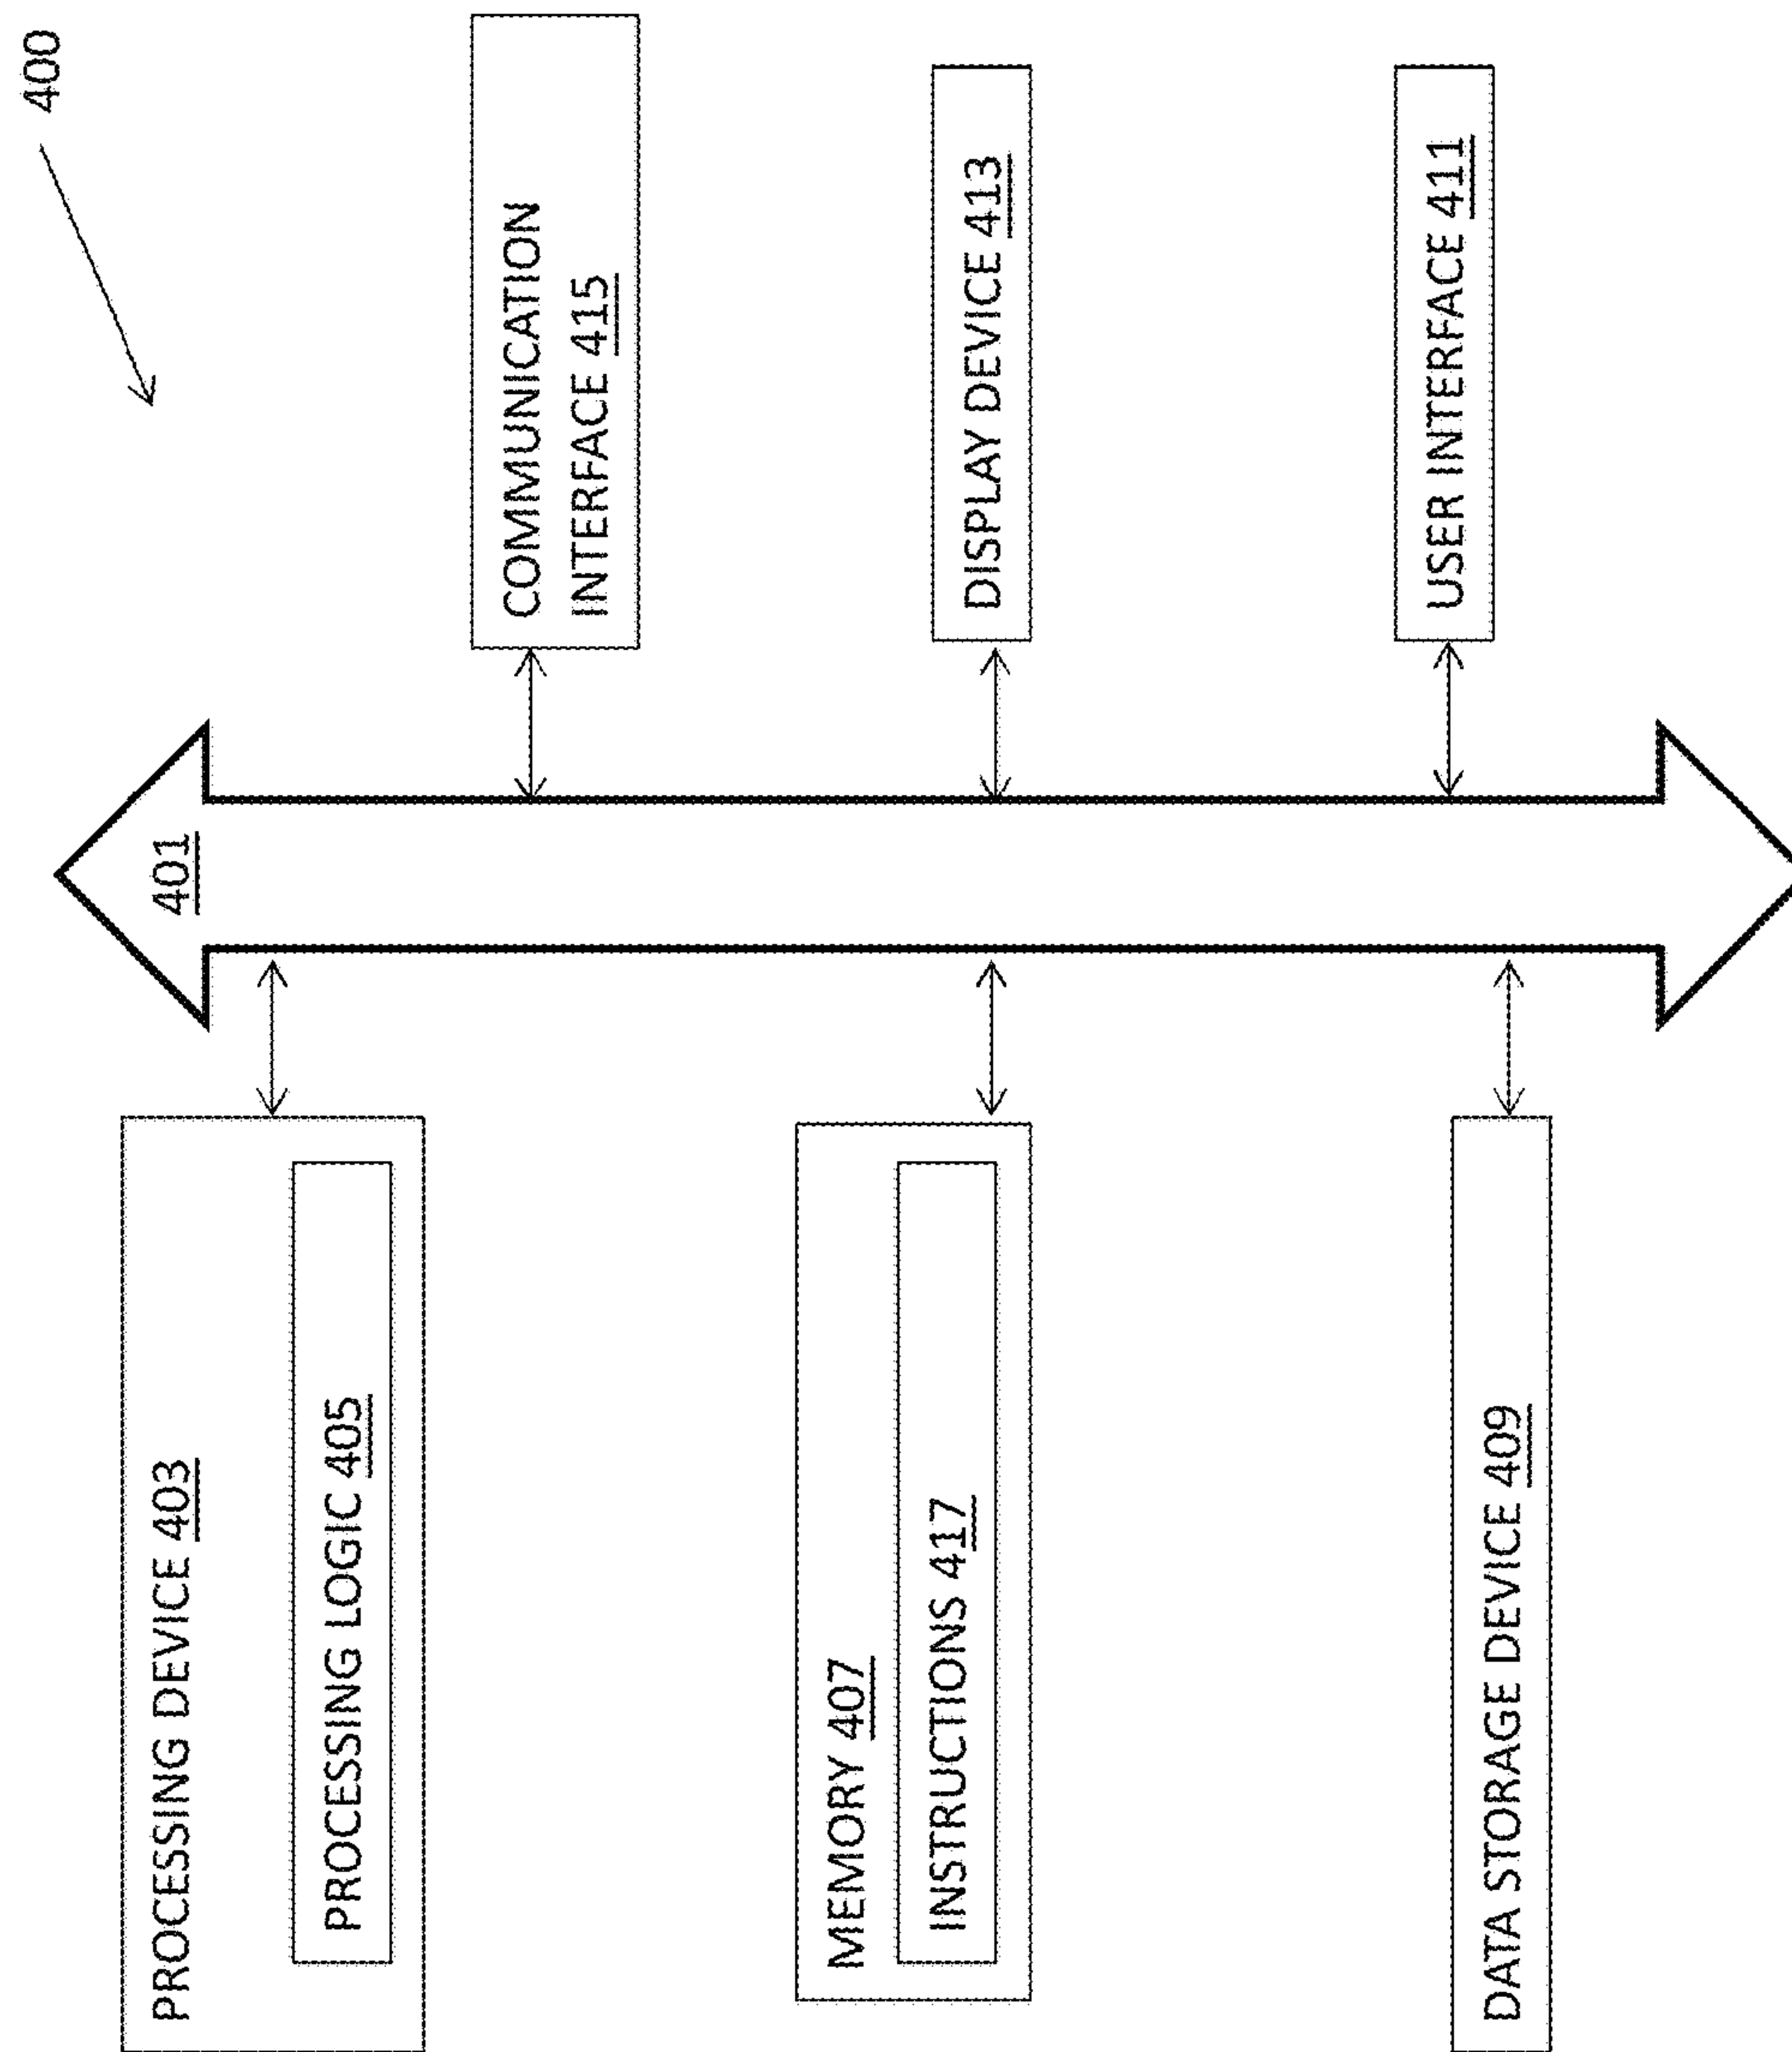 400
401
PROCESSING DEVICE 403
PROCESSING LOGIC 405
MEMORY 407
INSTRUCTIONS 417
DATA STORAGE DEVICE 409
COMMUNICATION
INTERFACE 415
DISPLAY DEVICE 413
USER INTERFACE 411